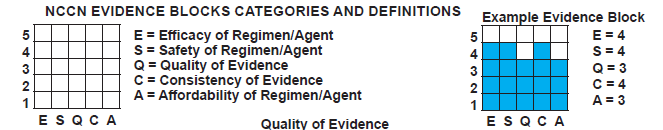 NCCN EVIDENCE BLOCKS CATEGORIES AND DEFINITIONS
5
4
3
2
1
E S Q C A
E = Efficacy of Regimen/Agent
S = Safety of Regimen/Agent
Q = Quality of Evidence
C = Consistency of Evidence
A = Affordability of Regimen/Agent
Example Evidence Block
5
4
3
2
1
E S Q C A
E = 4
S = 4
Q = 3
C = 4
A = 3
Quality of Evidence